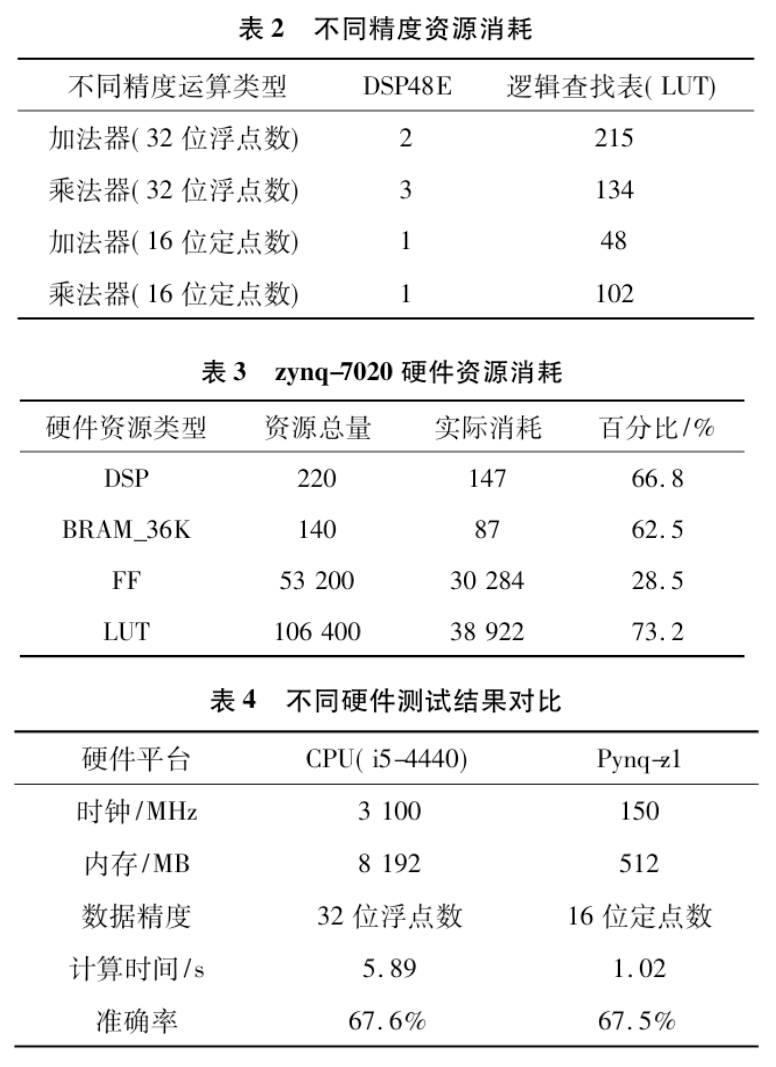 表 2 不同精度资源消耗
不同精度运算类型 DSP48E 逻辑查找表( LUT)
加法器( 32 位浮点数) 2 215
乘法器( 32 位浮点数) 3 134
加法器( 16 位定点数) 1 48
乘法器( 16 位定点数) 1 102
表 3 zynq-7020 硬件资源消耗
硬件资源类型 资源总量 实际消耗 百分比/%
DSP 220 147 66.8
BRAM_36K 140 87 62.5
FF 53 200 30 284 28.5
LUT 106 400 38 922 73.2
表 4 不同硬件测试结果对比
硬件平台 CPU( i5-4440) Pynq-z1
时钟/MHz 3 100 150
内存/MB 8 192 512
数据精度 32 位浮点数 16 位定点数
计算时间/s 5.89 1.02
准确率 67.6% 67.5%